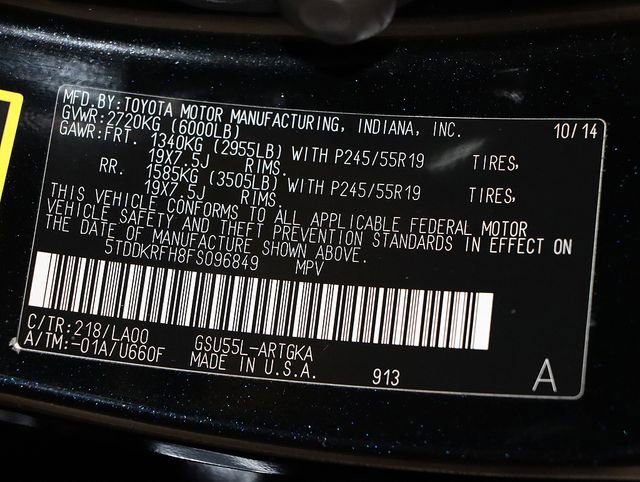 MFD.BY:TOYOTA MOTOR MANUFACTURING, INDIANA, INC. 10/14
GVWR:2720KG (6000LB)
GAWR:FRT. 1340KG (2955LB) WITH P245/55R19 TIRES,
19X7.5J RIMS.
RR. 1585KG (3505LB) WITH P245/55R19 TIRES,
19X7.5J RIMS.
THIS VEHICLE CONFORMS TO ALL APPLICABLE FEDERAL MOTOR
VEHICLE SAFETY AND THEFT PREVENTION STANDARDS IN EFFECT ON
THE DATE OF MANUFACTURE SHOWN ABOVE.
5TDDKRFH8FS096849 MPV
C/TR:218/LA00 GSU55L-ARTGKA
A/TM:-01A/U660F MADE IN U.S.A. 913 A